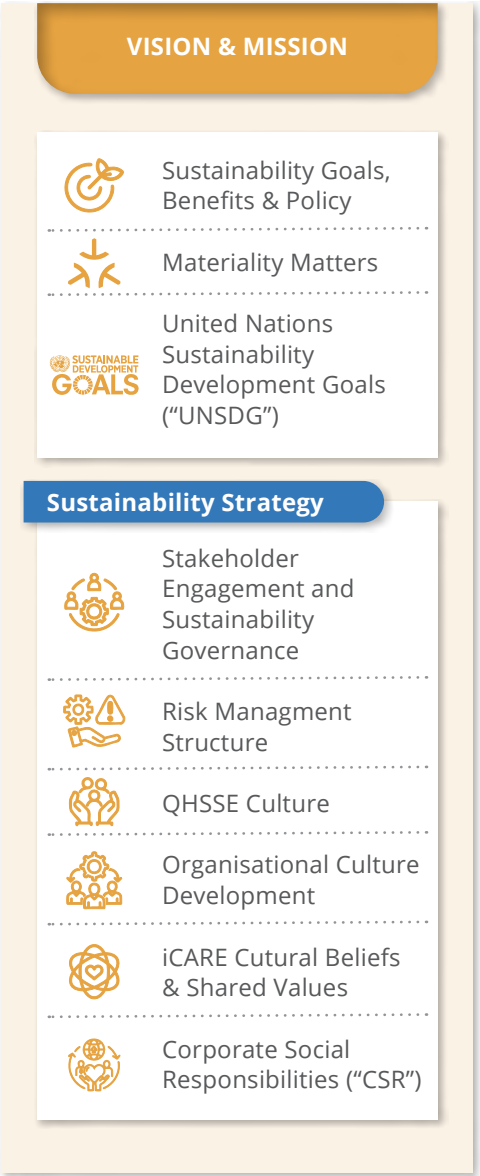 VISION & MISSION
Sustainability Goals,
Benefits & Policy
Materiality Matters
SUSTAINABLE
DEVELOPMENT
GOALS
United Nations
Sustainability
Development Goals
(“UNSDG”)
Sustainability Strategy
Stakeholder
Engagement and
Sustainability
Governance
Risk Managment
Structure
QHSSE Culture
Organisational Culture
Development
iCARE Cutural Beliefs
& Shared Values
Corporate Social
Responsibilities (“CSR”)